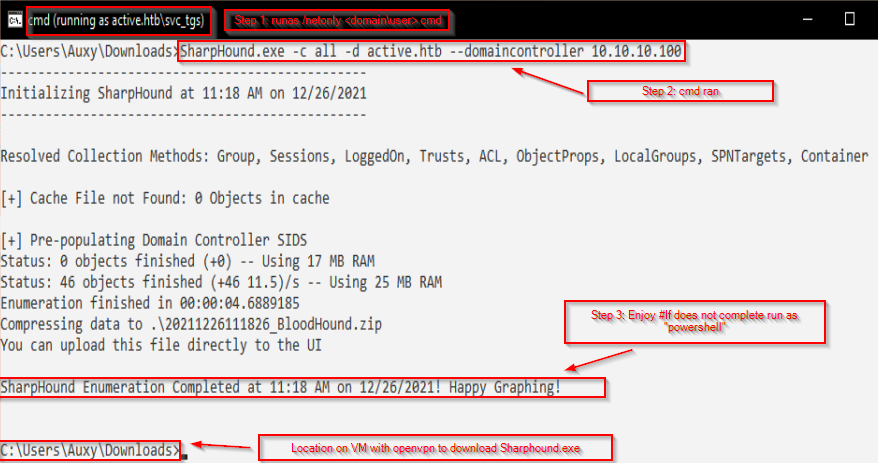 cmd (running as active.htb\svc_tgs)
Step 1: runas /netonly <domain\user> cmd
C:\Users\Auxy\Downloads>SharpHound.exe -c all -d active.htb --domaincontroller 10.10.10.100
-----------------------------------------------
Initializing SharpHound at 11:18 AM on 12/26/2021
-----------------------------------------------
Step 2: cmd ran
Resolved Collection Methods: Group, Sessions, LoggedOn, Trusts, ACL, ObjectProps, LocalGroups, SPNTargets, Container
[+] Cache File not Found: 0 Objects in cache
[+] Pre-populating Domain Controller SIDS
Status: 0 objects finished (+0) -- Using 17 MB RAM
Status: 46 objects finished (+46 11.5)/s -- Using 25 MB RAM
Enumeration finished in 00:00:04.6889185
Compressing data to .\20211226111826_BloodHound.zip
You can upload this file directly to the UI
Step 3: Enjoy #If does not complete run as
"powershell"
SharpHound Enumeration Completed at 11:18 AM on 12/26/2021! Happy Graphing!
C:\Users\Auxy\Downloads>
Location on VM with openvpn to download Sharphound.exe